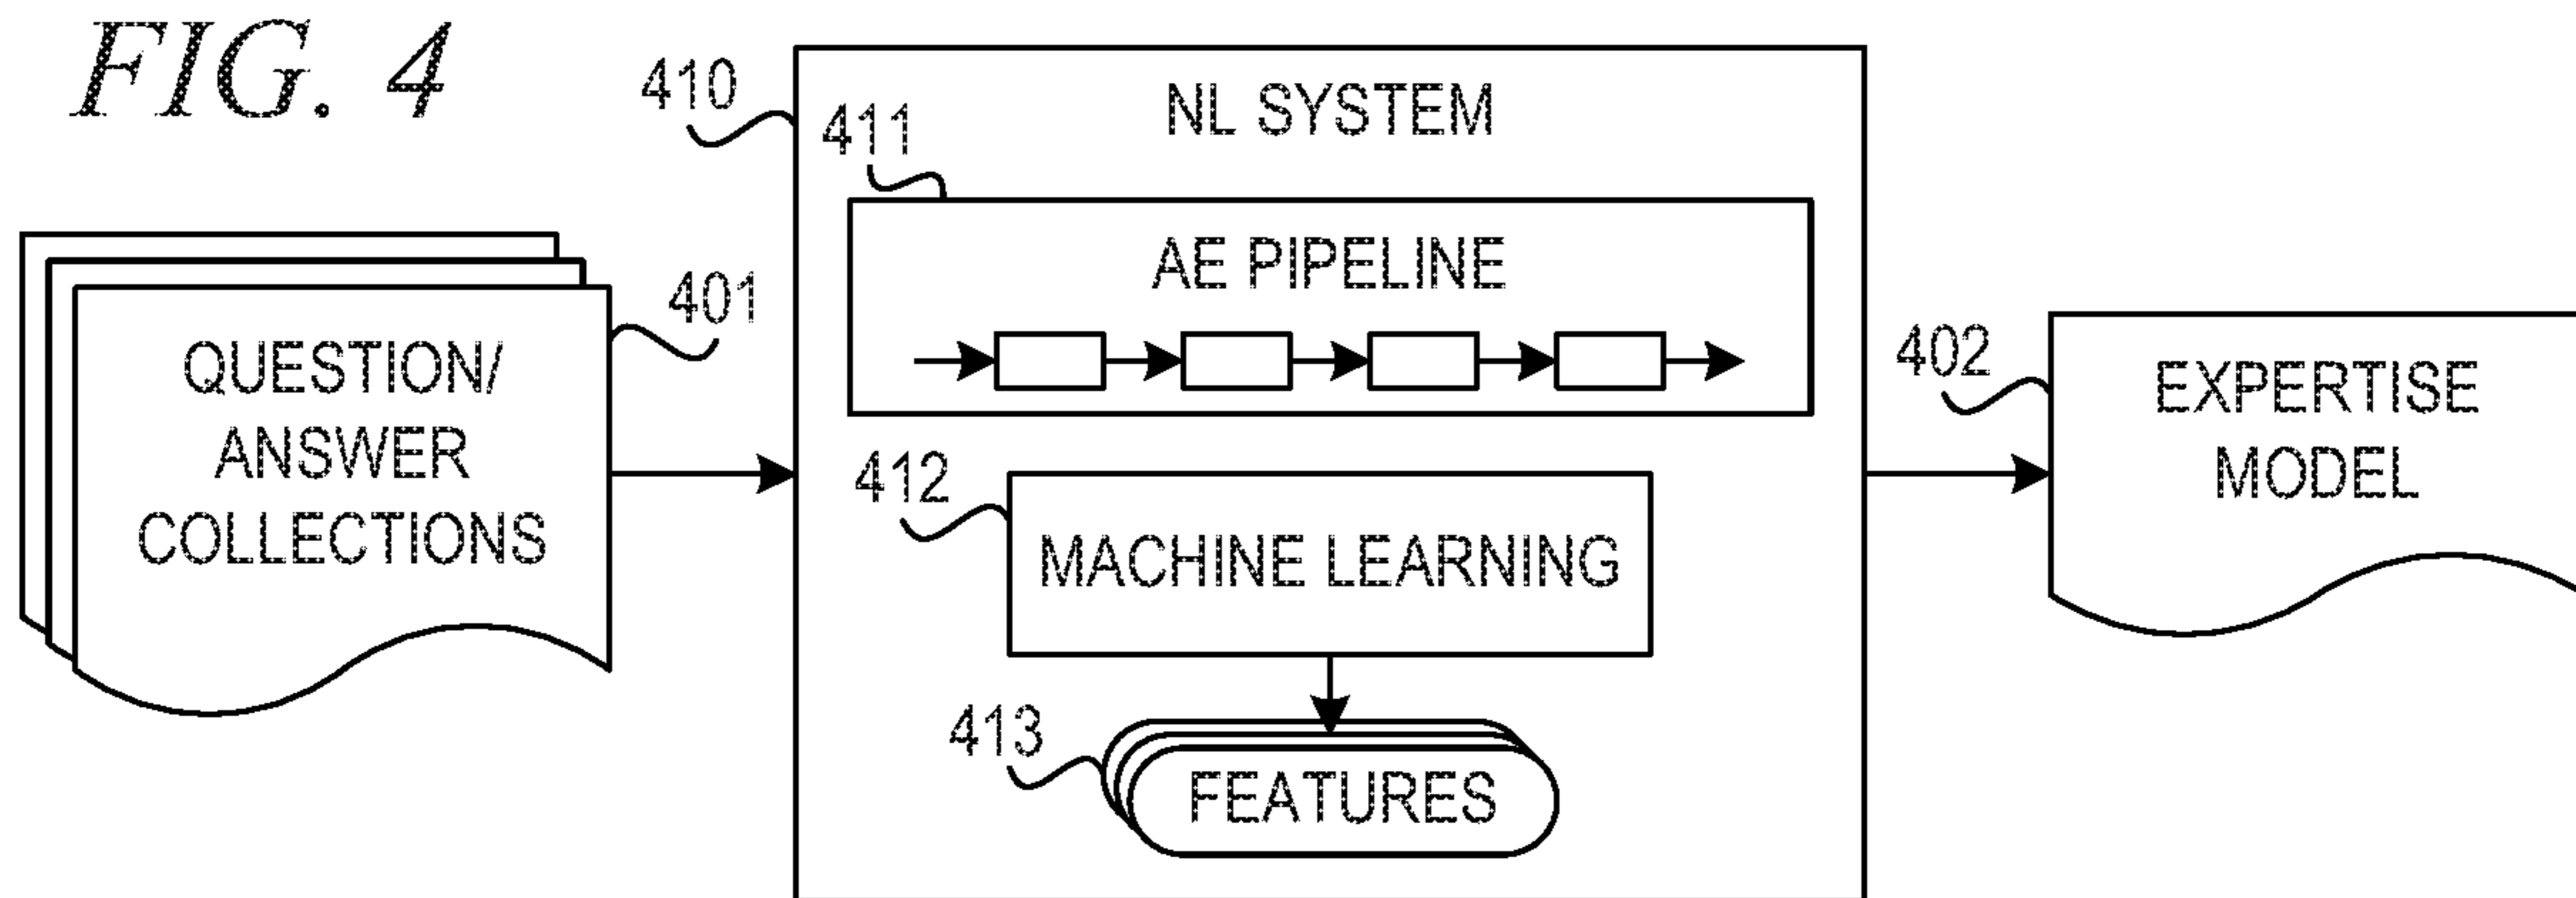 FIG. 4
410
NL SYSTEM
411
AE PIPELINE
401
QUESTION/
ANSWER
COLLECTIONS
402
EXPERTISE
MODEL
412
MACHINE LEARNING
413
FEATURES